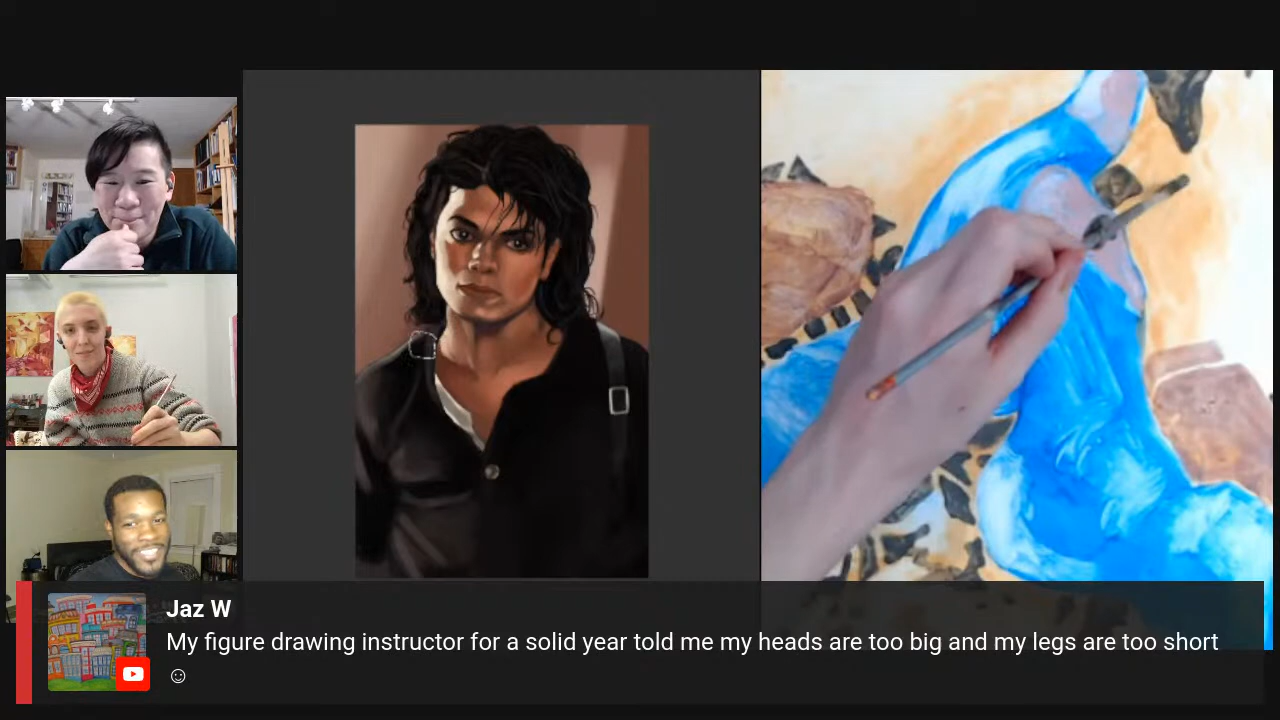 Jaz W
My figure drawing instructor for a solid year told me my heads are too big and my legs are too short
☺